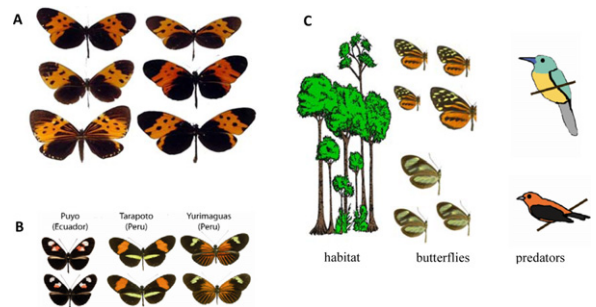 A
B
Puyo
(Ecuador)
Tarapoto
(Peru)
Yurimaguas
(Peru)
C
habitat
butterflies
predators